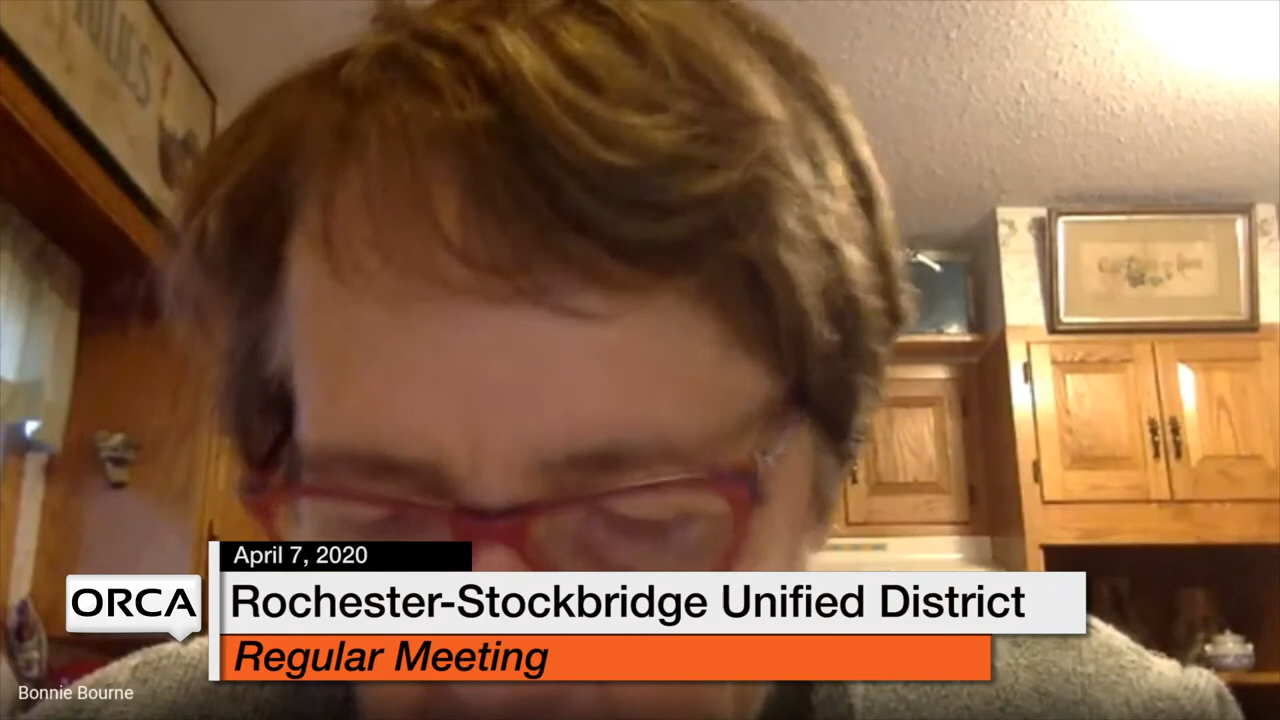 April 7, 2020
ORCA
Rochester-Stockbridge Unified District
Regular Meeting
Bonnie Bourne